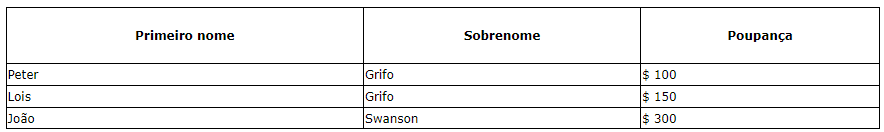 Primeiro nome Sobrenome Poupança
Peter Grifo $ 100
Lois Grifo $ 150
João Swanson $ 300